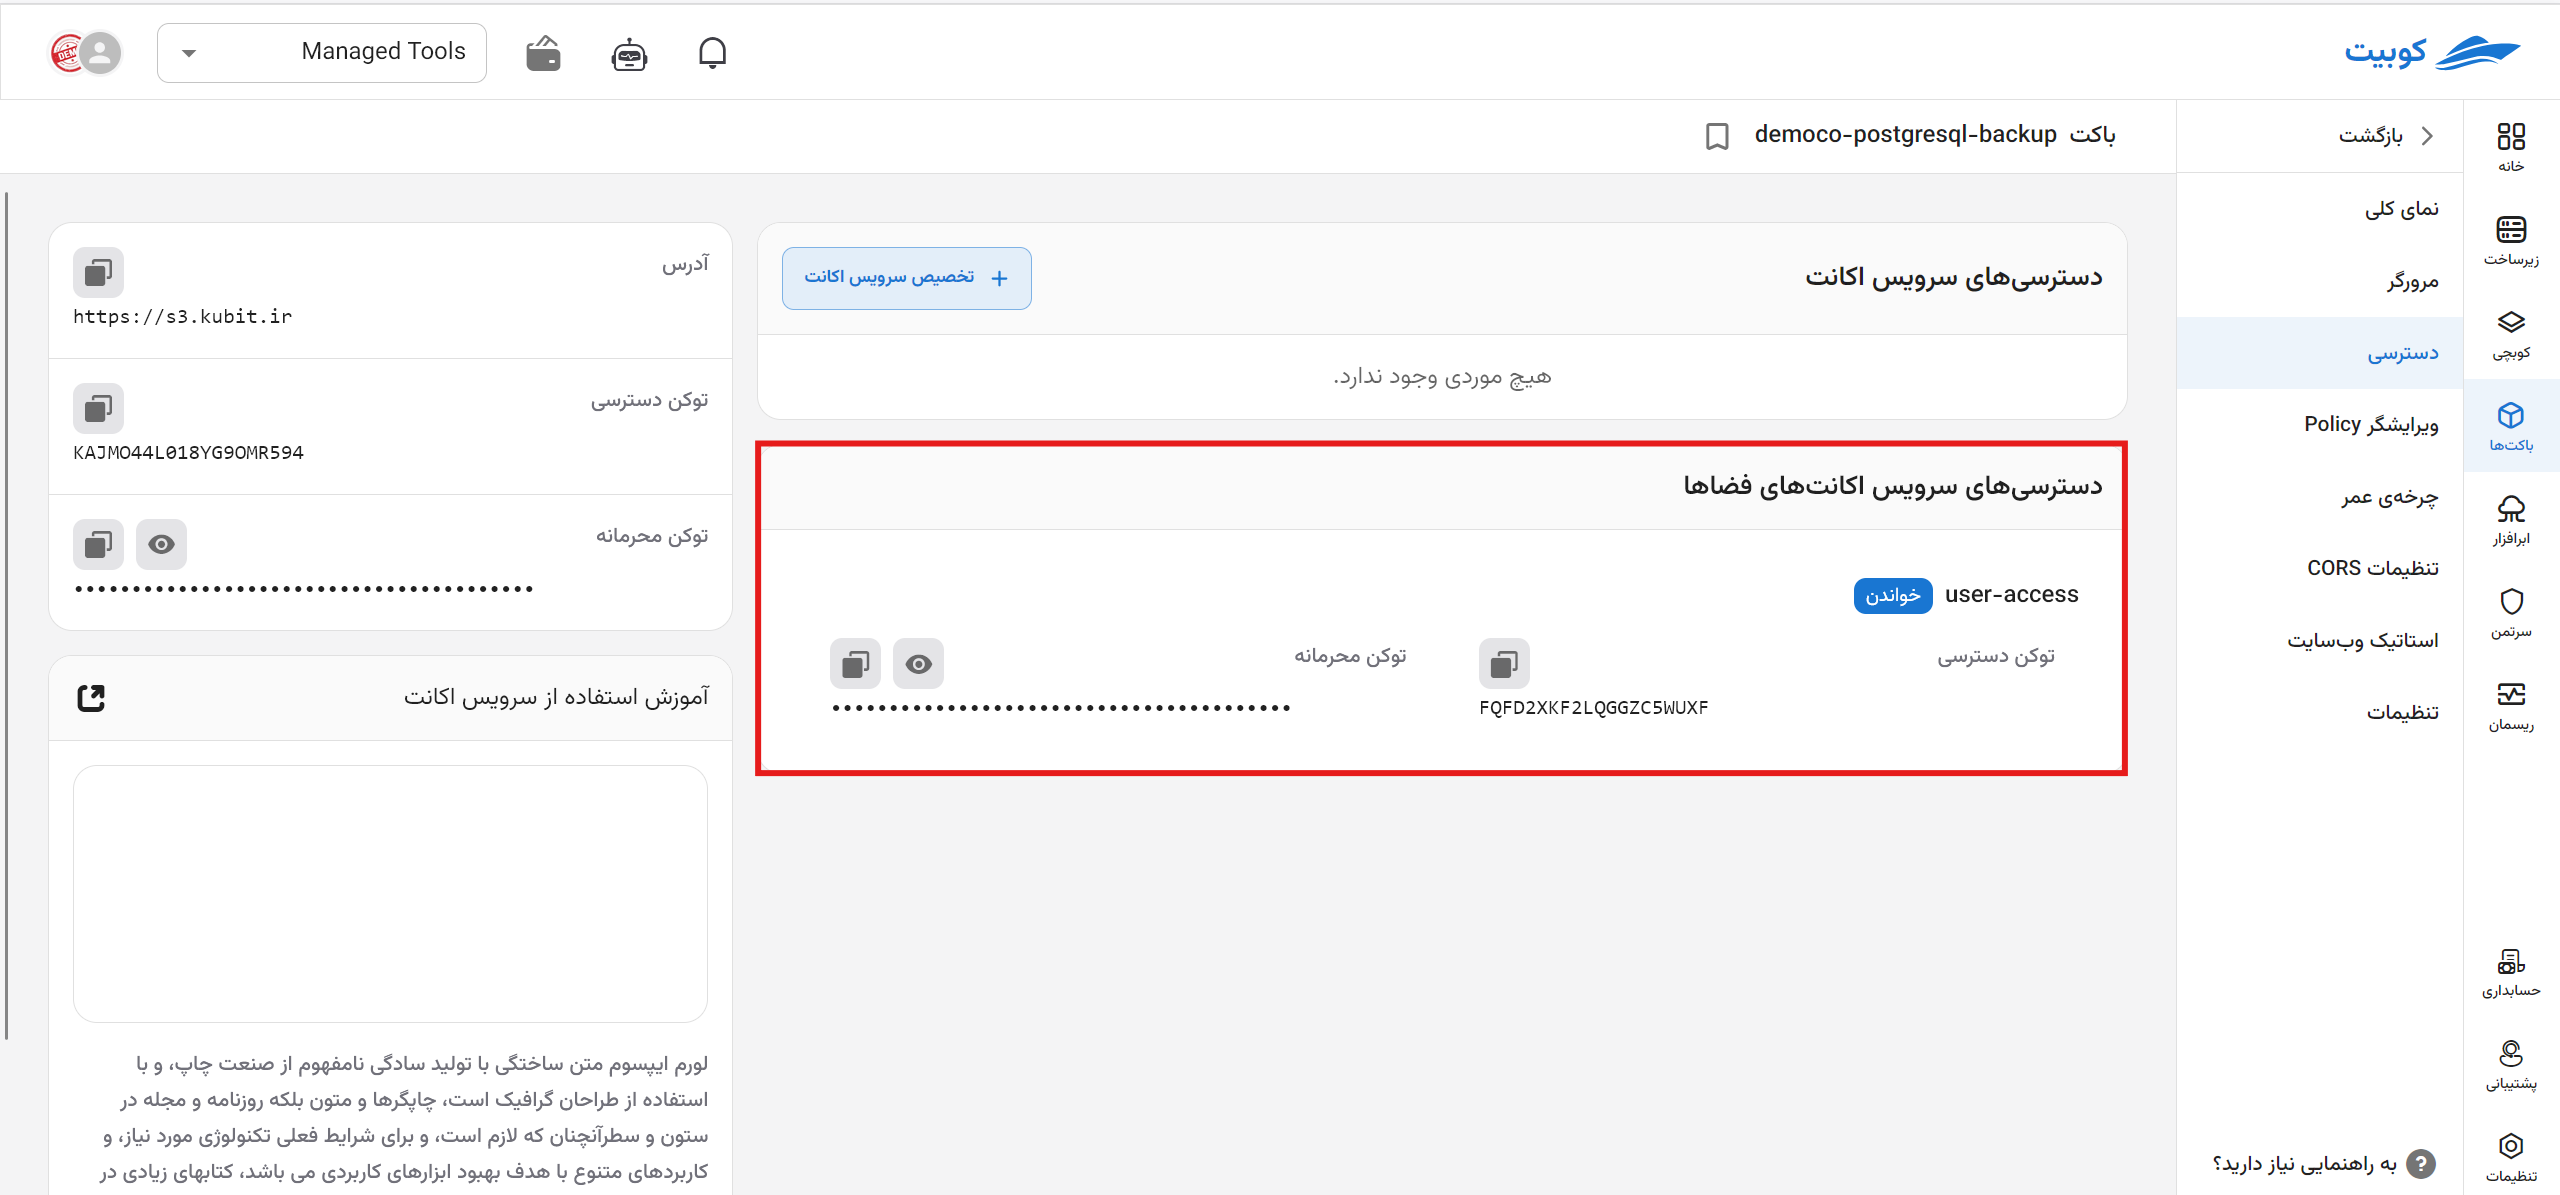 کوبیت
Managed Tools
خانه
زیرساخت
کوبچی
باکت‌ها
ابرافزار
سرتمن
ریسمان
حسابداری
پشتیبانی
تنظیمات
بازگشت
نمای کلی
مرورگر
دسترسی
ویرایشگر Policy
چرخه‌ی عمر
تنظیمات CORS
استاتیک وب‌سایت
تنظیمات
به راهنمایی نیاز دارید؟
باکت democo-postgresql-backup
دسترسی‌های سرویس اکانت
تخصیص سرویس اکانت
هیچ موردی وجود ندارد.
دسترسی‌های سرویس اکانت‌های فضاها
user-access خواندن
توکن دسترسی
FQFD2XKF2LQGGZC5WUXF
توکن محرمانه
آدرس
https://s3.kubit.ir
توکن دسترسی
KAJMO44L018YG9OMR594
توکن محرمانه
آموزش استفاده از سرویس اکانت
لورم ایپسوم متن ساختگی با تولید سادگی نامفهوم از صنعت چاپ، و با
استفاده از طراحان گرافیک است، چاپگرها و متون بلکه روزنامه و مجله در
ستون و سطرآنچنان که لازم است، و برای شرایط فعلی تکنولوژی مورد نیاز، و
کاربردهای متنوع با هدف بهبود ابزارهای کاربردی می باشد، کتابهای زیادی در